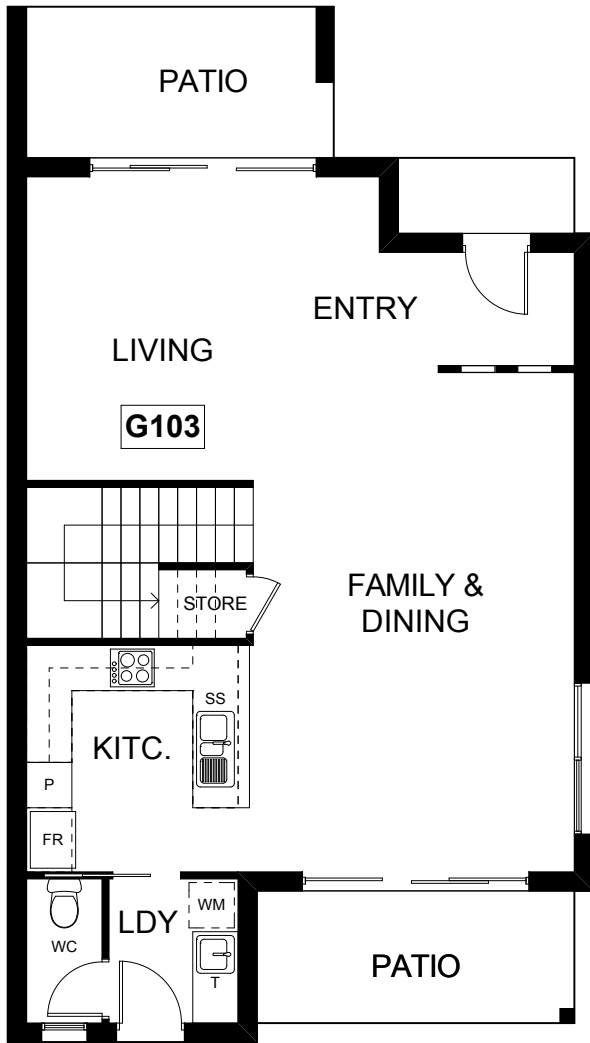 PATIO
ENTRY
LIVING
G103
STORE
FAMILY &
DINING
SS
KITC.
P
FR
LDY
WM
WC
T
PATIO